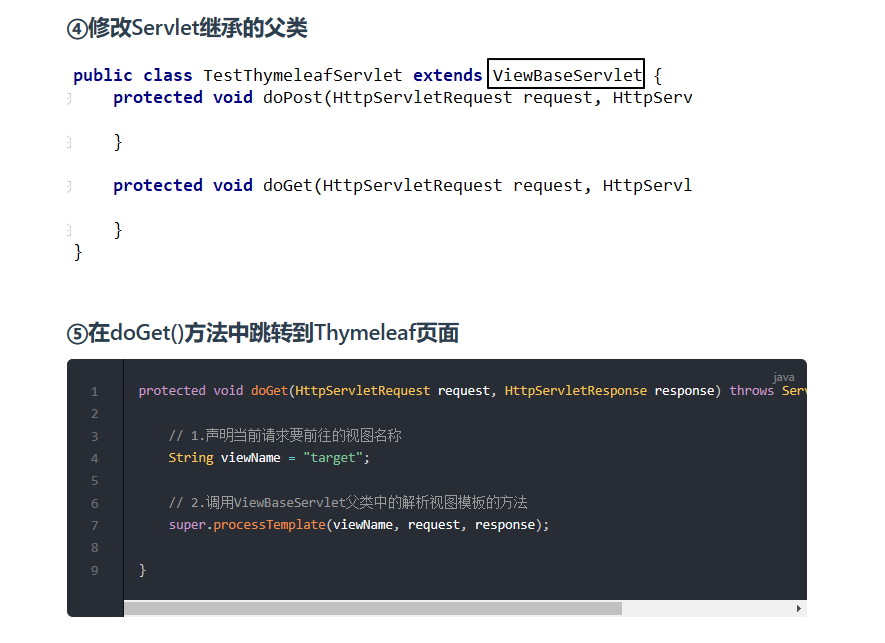 ④修改Servlet继承的父类
public class TestThymeleafServlet extends ViewBaseServlet {
protected void doPost(HttpServletRequest request, HttpServ
}
protected void doGet(HttpServletRequest request, HttpServl
}
}
⑤在doGet()方法中跳转到Thymeleaf页面
java
1 protected void doGet(HttpServletRequest request, HttpServletResponse response) throws Serv
2
3 // 1.声明当前请求要前往的视图名称
4 String viewName = "target";
5
6 // 2.调用ViewBaseServlet父类中的解析视图模板的方法
7 super.processTemplate(viewName, request, response);
8
9 }